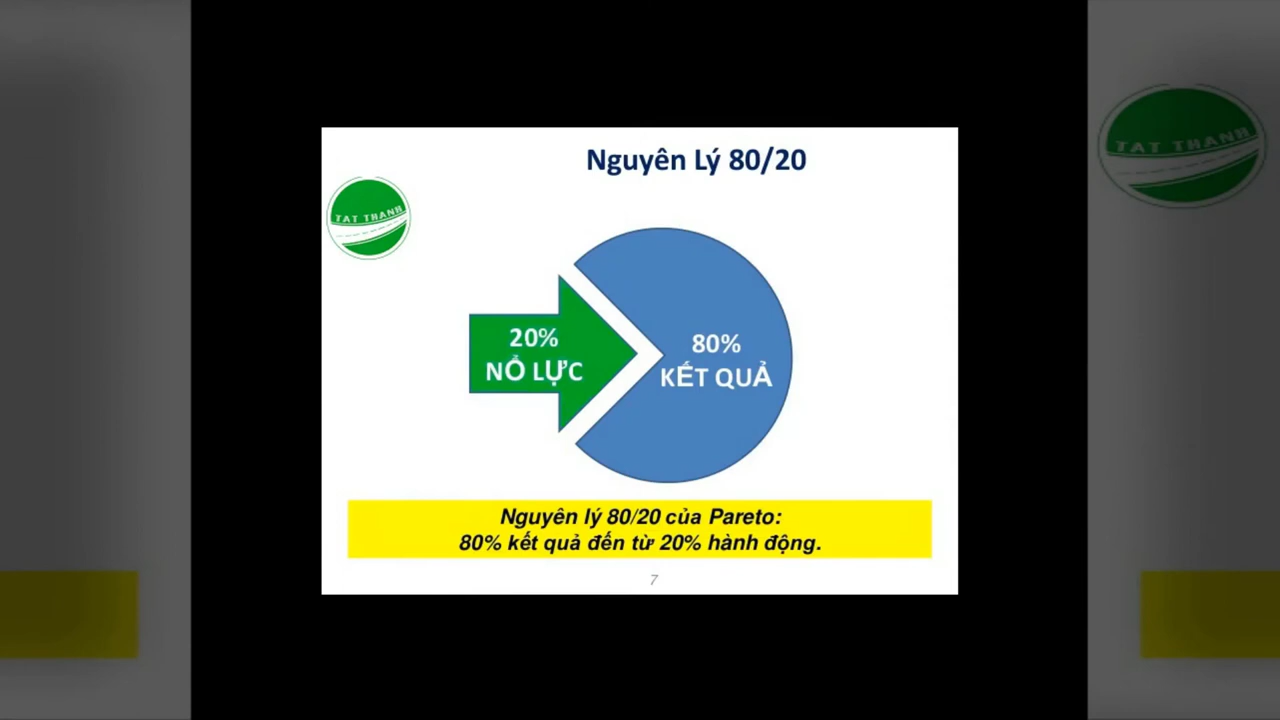 Nguyên Lý 80/20
TAT THANH
TAT THANH
20%
NỔ LỰC
80%
KẾT QUẢ
Nguyên lý 80/20 của Pareto:
80% kết quả đến từ 20% hành động.
7